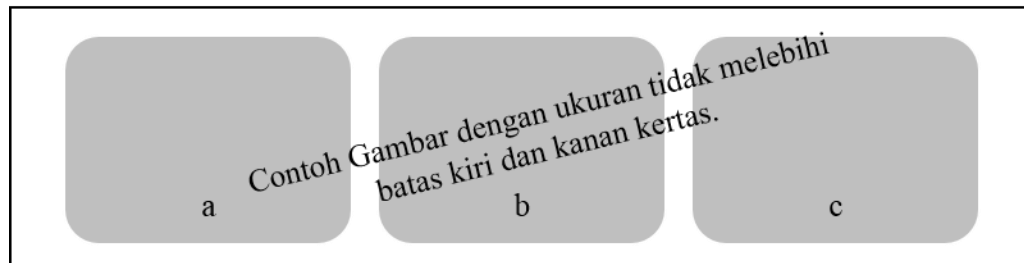 Contoh Gambar dengan ukuran tidak melebihi
batas kiri dan kanan kertas.
a
b
c